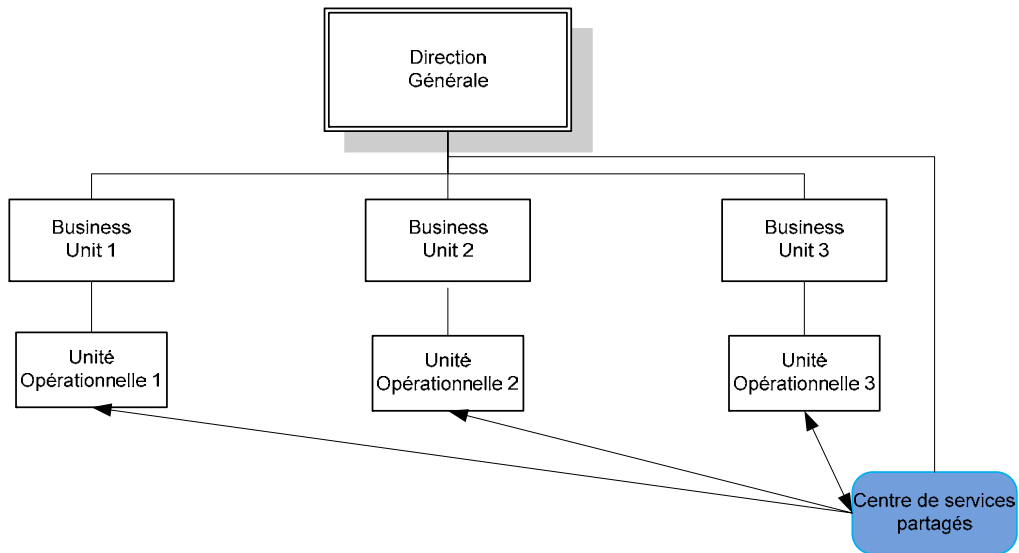 Direction
Générale
Business
Unit 1
Business
Unit 2
Business
Unit 3
Unité
Opérationnelle 1
Unité
Opérationnelle 2
Unité
Opérationnelle 3
Centre de services
partagés